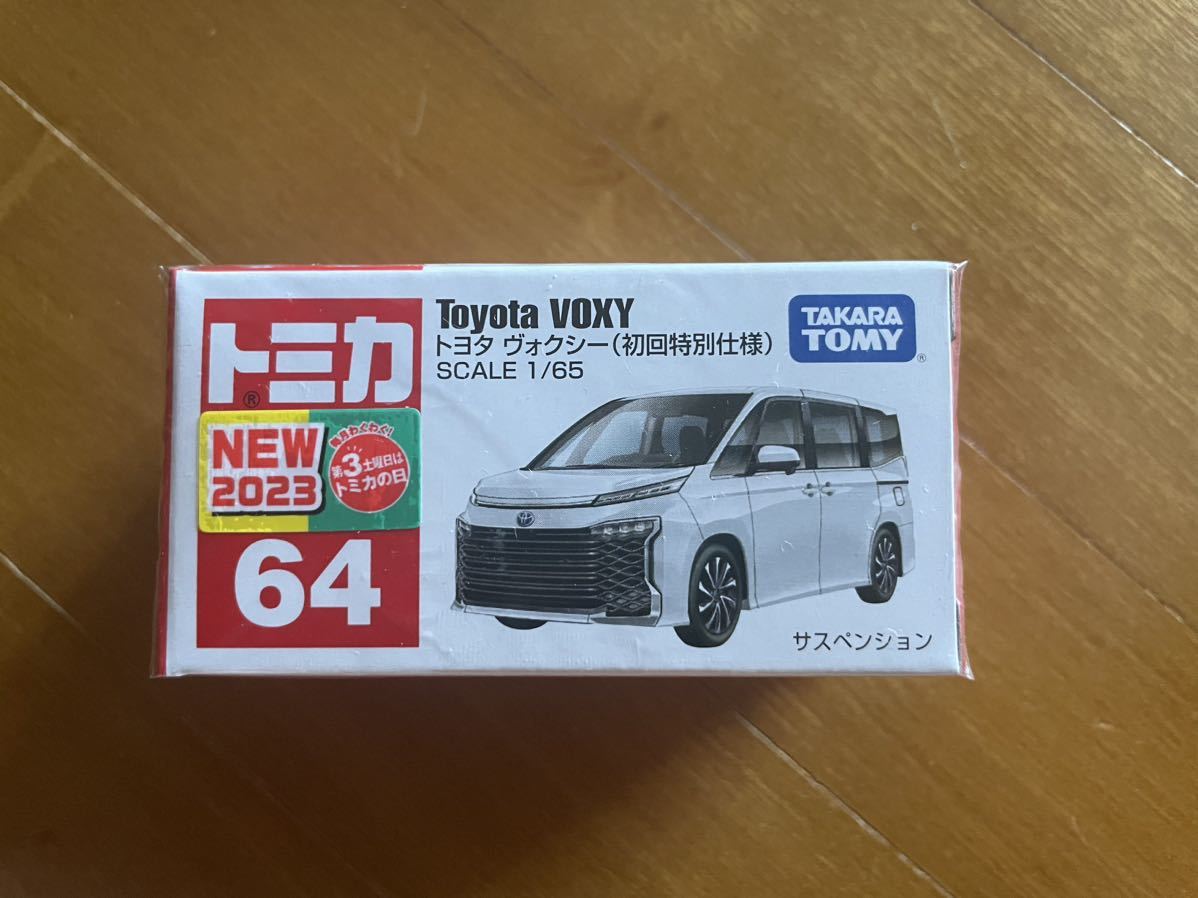 トミカ
®
NEW
2023
毎月わくわく!
第3土曜日は
トミカの日
64
Toyota VOXY
トヨタ ヴォクシー(初回特別仕様)
SCALE 1/65
TAKARA
TOMY
®
サスペンション